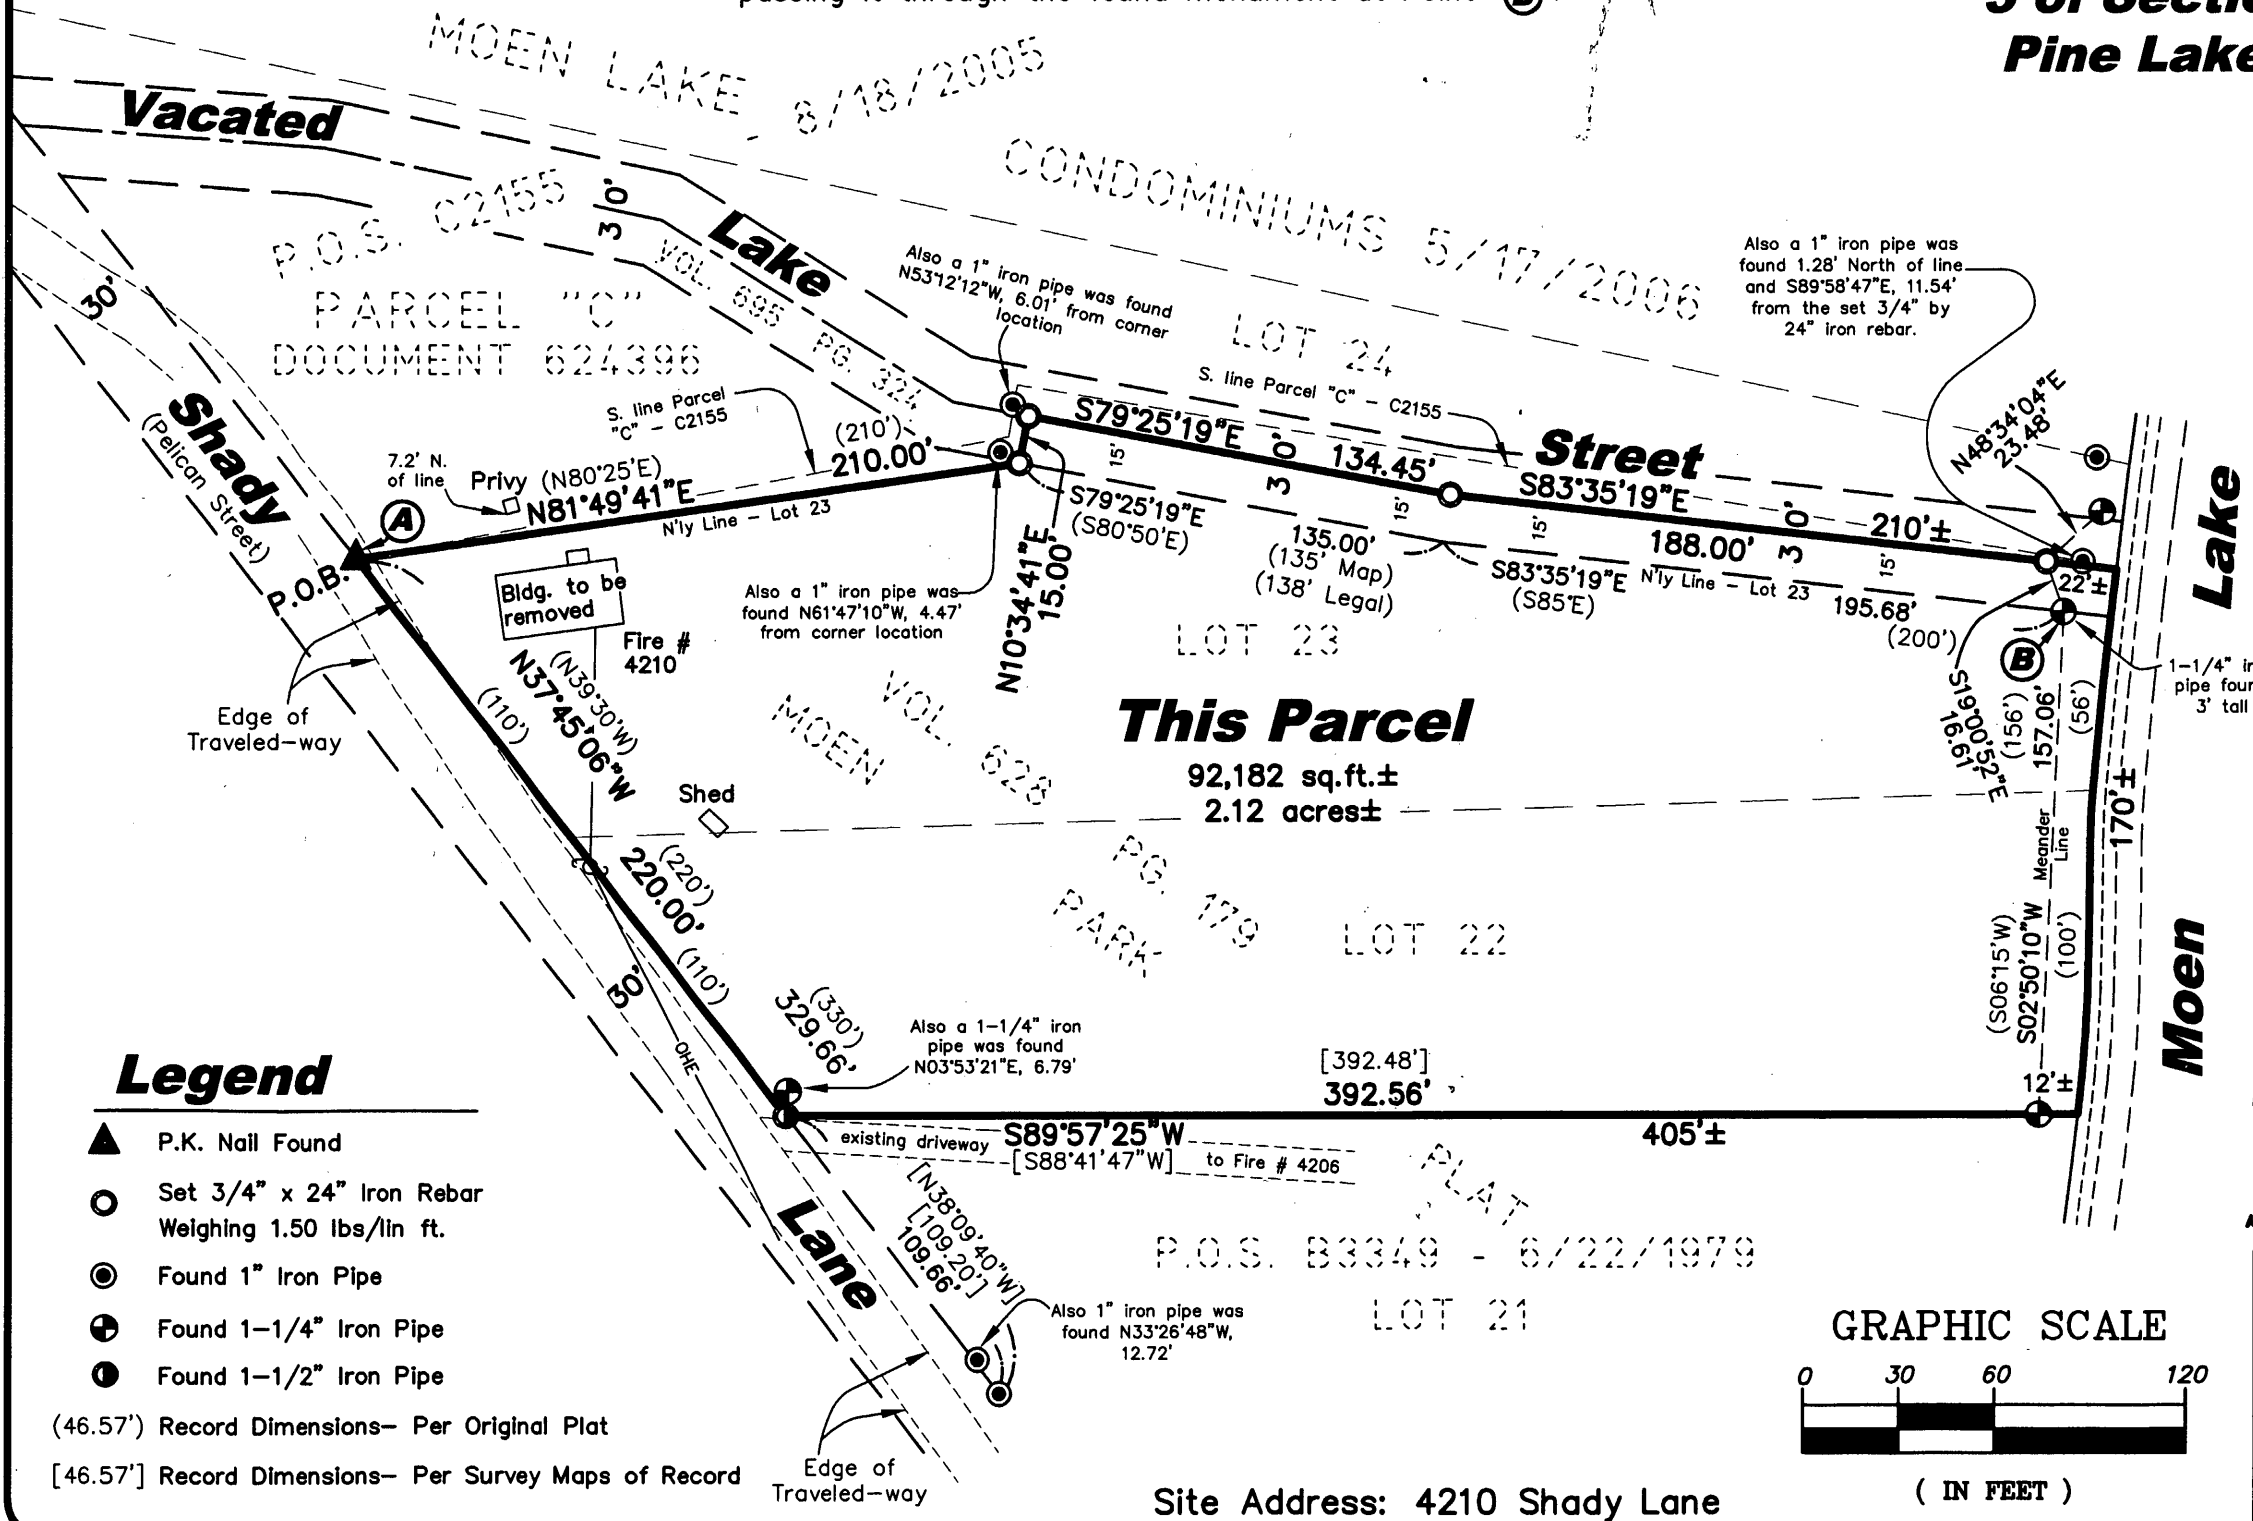 passing it through the found monument at Point B.
5 of Section
Pine Lake
MOEN LAKE
8/18/2005
CONDOMINIUMS 5/17/2006
Vacated
Lake
Street
P.O.S. C2155
PARCEL "C"
DOCUMENT 624396
30'
VOL. 695 PG. 324
30'
Shady
(Pelican Street)
Also a 1" iron pipe was found
N53°12'12"W, 6.01' from corner
location
LOT 24
S. line Parcel "C" - C2155
Also a 1" iron pipe was
found 1.28' North of line
and S89°58'47"E, 11.54'
from the set 3/4" by
24" iron rebar.
N48°34'04"E
23.48'
S. line Parcel
"C" - C2155
(210')
210.00'
7.2' N.
of line
Privy
(N80°25'E)
N81°49'41"E
N'ly Line - Lot 23
A
P.O.B.
S79°25'19"E
134.45'
30'
15'
15'
S83°35'19"E
210'±
188.00'
30'
15'
15'
22'±
S79°25'19"E
(S80°50'E)
135.00'
(135' Map)
(138' Legal)
S83°35'19"E
(S85°E)
N'ly Line - Lot 23
195.68'
(200')
N10°34'41"E
15.00'
Also a 1" iron pipe was
found N61°47'10"W, 4.47'
from corner location
Bldg. to be
removed
Fire #
4210
(N39°30'W)
N37°45'06"W
(110')
Edge of
Traveled-way
LOT 23
VOL. 628
MOEN
This Parcel
92,182 sq.ft.±
2.12 acres±
Shed
B
S19°00'52"E
16.61'
(156')
157.06'
(56')
1-1/4"
3' tall
170'±
Meander
Line
Lake
Moen
(220')
220.00'
(110')
30'
OHE
PG. 179
PARK
LOT 22
(S06°15'W)
S02°50'10"W
(100')
12'±
(330')
329.66'
Also a 1-1/4" iron
pipe was found
N03°53'21"E, 6.79'
[392.48']
392.56'
S89°57'25"W
[S88°41'47"W]
405'±
existing driveway
to Fire # 4206
PLAT
[N38°09'40"W]
[109.20']
109.66'
Lane
P.O.S. B3349 - 6/22/1979
LOT 21
Also 1" iron pipe was
found N33°26'48"W,
12.72'
Edge of
Traveled-way
Legend
P.K. Nail Found
Set 3/4" x 24" Iron Rebar
Weighing 1.50 lbs/lin ft.
Found 1" Iron Pipe
Found 1-1/4" Iron Pipe
Found 1-1/2" Iron Pipe
(46.57') Record Dimensions- Per Original Plat
[46.57'] Record Dimensions- Per Survey Maps of Record
GRAPHIC SCALE
0 30 60 120
( IN FEET )
Site Address: 4210 Shady Lane